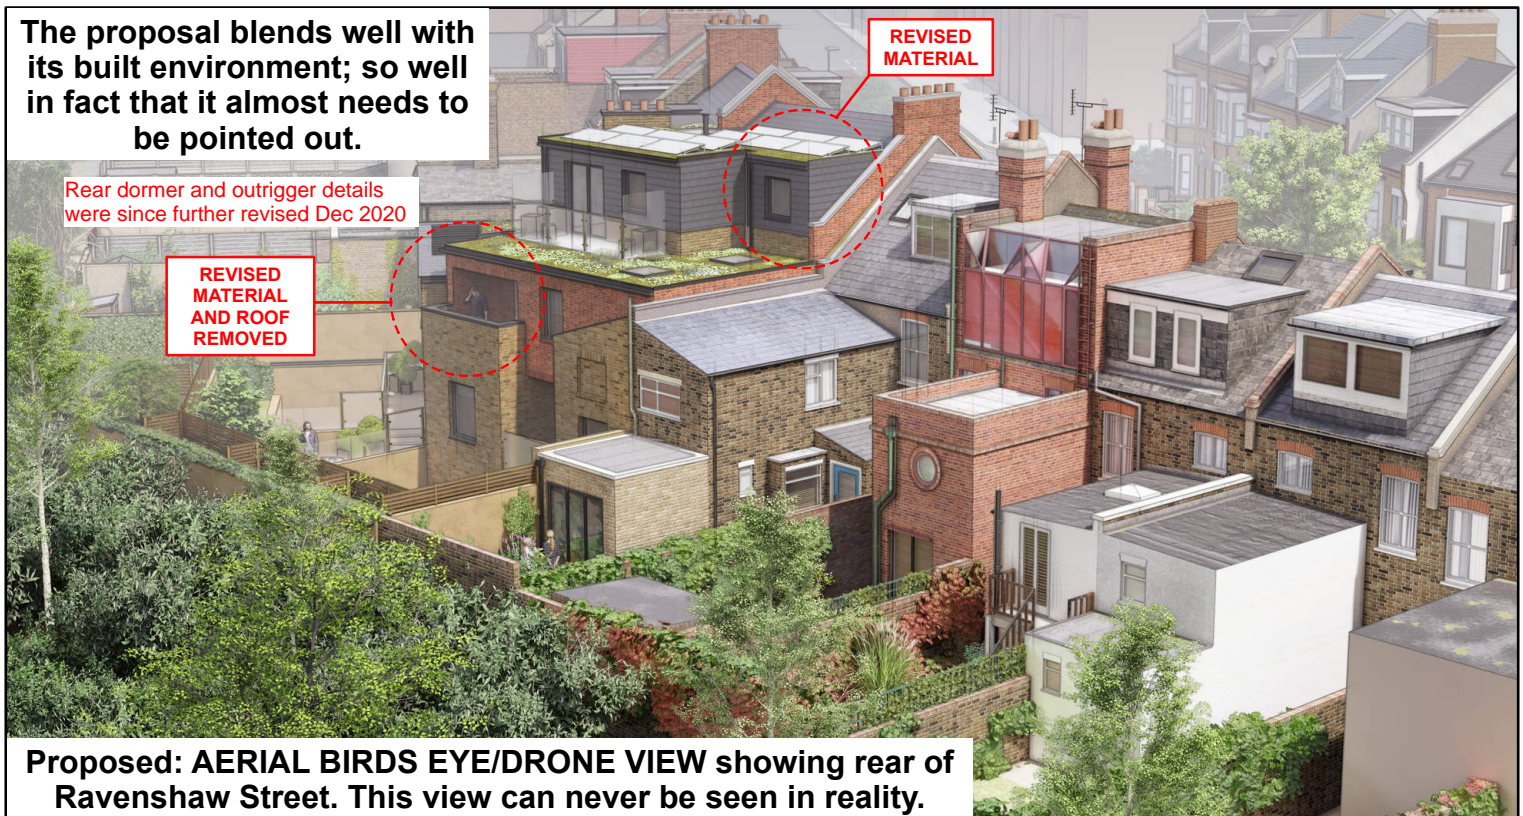 The proposal blends well with
its built environment; so well
in fact that it almost needs to
be pointed out.
REVISED
MATERIAL
Rear dormer and outrigger details
were since further revised Dec 2020
REVISED
MATERIAL
AND ROOF
REMOVED
Proposed: AERIAL BIRDS EYE/DRONE VIEW showing rear of
Ravenshaw Street. This view can never be seen in reality.